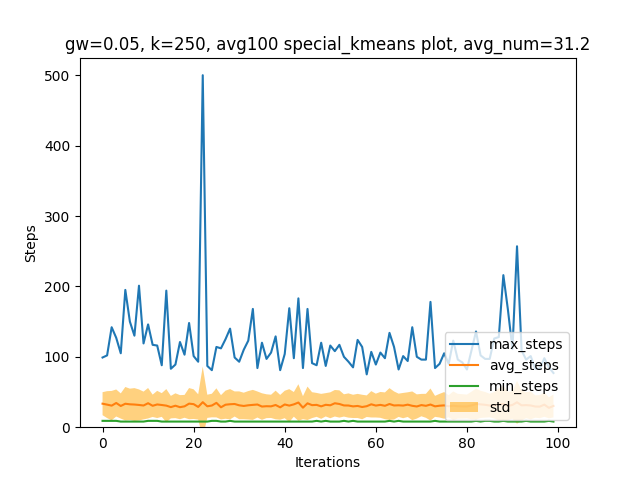 gw=0.05, k=250, avg100 special_kmeans plot, avg_num=31.2
500
400
300
200
100
0
Steps
max_steps
avg_steps
min_steps
std
0
20
40
60
80
100
Iterations